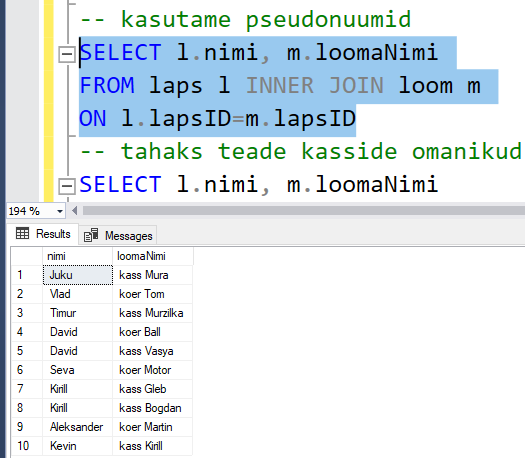 -- kasutame pseudonuumid
SELECT l.nimi, m.loomaNimi
FROM laps l INNER JOIN loom m
ON l.lapsID=m.lapsID
-- tahaks teade kasside omanikud
SELECT l.nimi, m.loomaNimi
194 %
Results Messages
nimi loomaNimi
1 Juku kass Mura
2 Vlad koer Tom
3 Timur kass Murzilka
4 David koer Ball
5 David kass Vasya
6 Seva koer Motor
7 Kirill kass Gleb
8 Kirill kass Bogdan
9 Aleksander koer Martin
10 Kevin kass Kirill